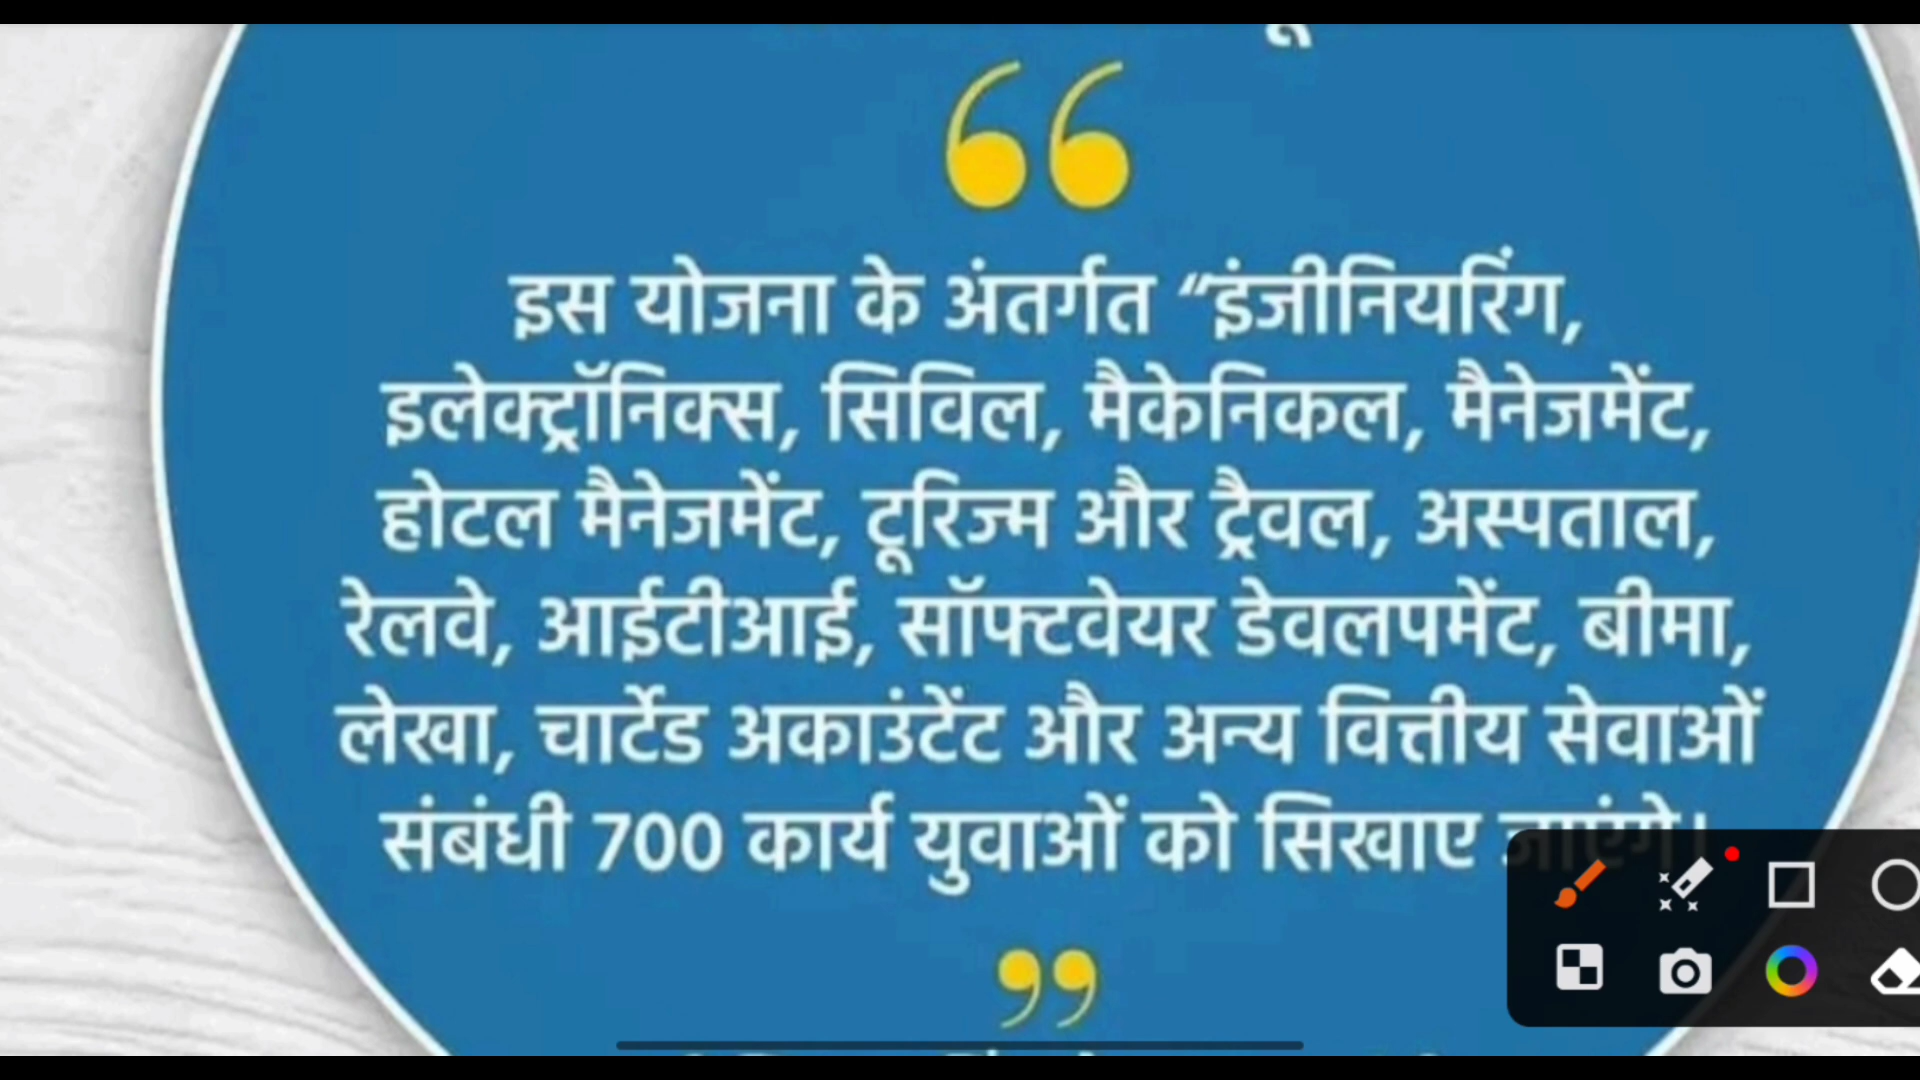 “
इस योजना के अंतर्गत “इंजीनियरिंग,
इलेक्ट्रॉनिक्स, सिविल, मैकेनिकल, मैनेजमेंट,
होटल मैनेजमेंट, टूरिज्म और ट्रैवल, अस्पताल,
रेलवे, आईटीआई, सॉफ्टवेयर डेवलपमेंट, बीमा,
लेखा, चार्टेड अकाउंटेंट और अन्य वित्तीय सेवाओं
संबंधी 700 कार्य युवाओं को सिखाए जाएंगे।
”